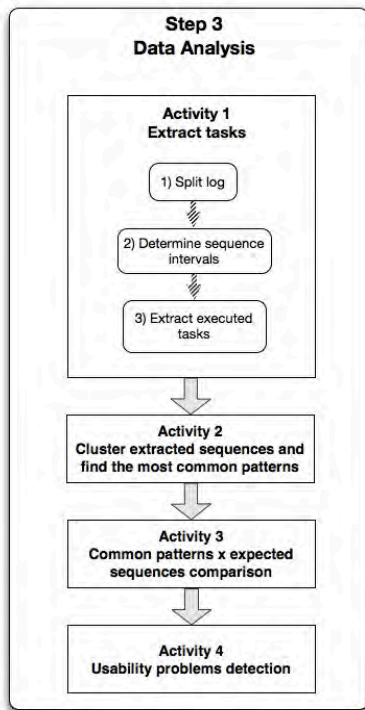 Step 3
Data Analysis
Activity 1
Extract tasks
1) Split log
2) Determine sequence
intervals
3) Extract executed
tasks
Activity 2
Cluster extracted sequences and
find the most common patterns
Activity 3
Common patterns x expected
sequences comparison
Activity 4
Usability problems detection